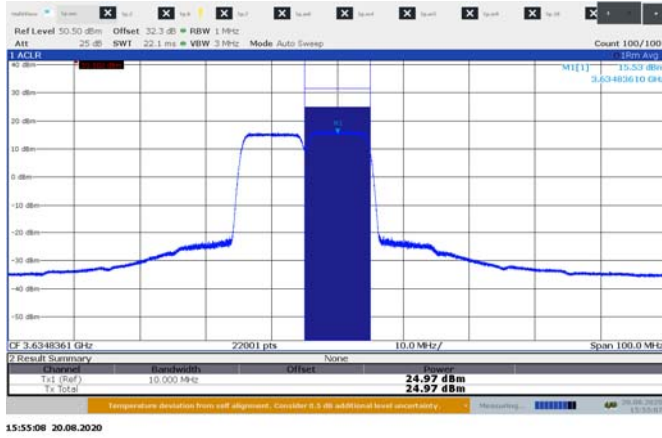 Ref Level 50.50 dBm Offset 32.3 dB RBW 1 MHz
Att 25 dB SWT 22.1 ms VBW 3 MHz Mode Auto Sweep Count 100/100
1 ACLR 1Rm Avg
M1[1] 15.53 dBm
3.63483610 GHz
40 dBm
30 dBm
M1
20 dBm
10 dBm
0 dBm
-10 dBm
-20 dBm
-30 dBm
-40 dBm
-50 dBm
CF 3.6348361 GHz 22001 pts 10.0 MHz/ Span 100.0 MHz
2 Result Summary None
Channel Bandwidth Offset Power
Tx1 (Ref) 10.000 MHz 24.97 dBm
Tx Total 24.97 dBm
Temperature deviation from self alignment. Consider 0.5 dB additional level uncertainty. Measuring... 20.08.2020
15:55:07
15:55:08 20.08.2020